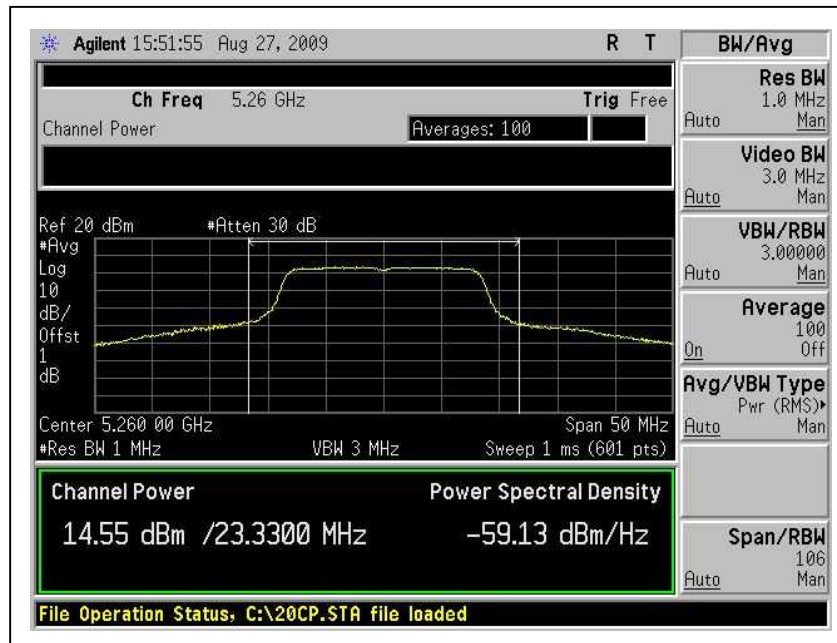 Agilent 15:51:55 Aug 27, 2009 R T
BW/Avg
Ch Freq 5.26 GHz Trig Free
Channel Power Averages: 100
Ref 20 dBm #Atten 30 dB
#Avg
Log
10
dB/
Offst
1
dB
Center 5.260 00 GHz Span 50 MHz
#Res BW 1 MHz VBW 3 MHz Sweep 1 ms (601 pts)
Channel Power Power Spectral Density
14.55 dBm /23.3300 MHz -59.13 dBm/Hz
File Operation Status, C:\20CP.STA file loaded
Res BW
1.0 MHz
Auto Man
Video BW
3.0 MHz
Auto Man
VBW/RBW
3.00000
Auto Man
Average
100
On Off
Avg/VBW Type
Pwr (RMS)▸
Auto Man
Span/RBW
106
Auto Man